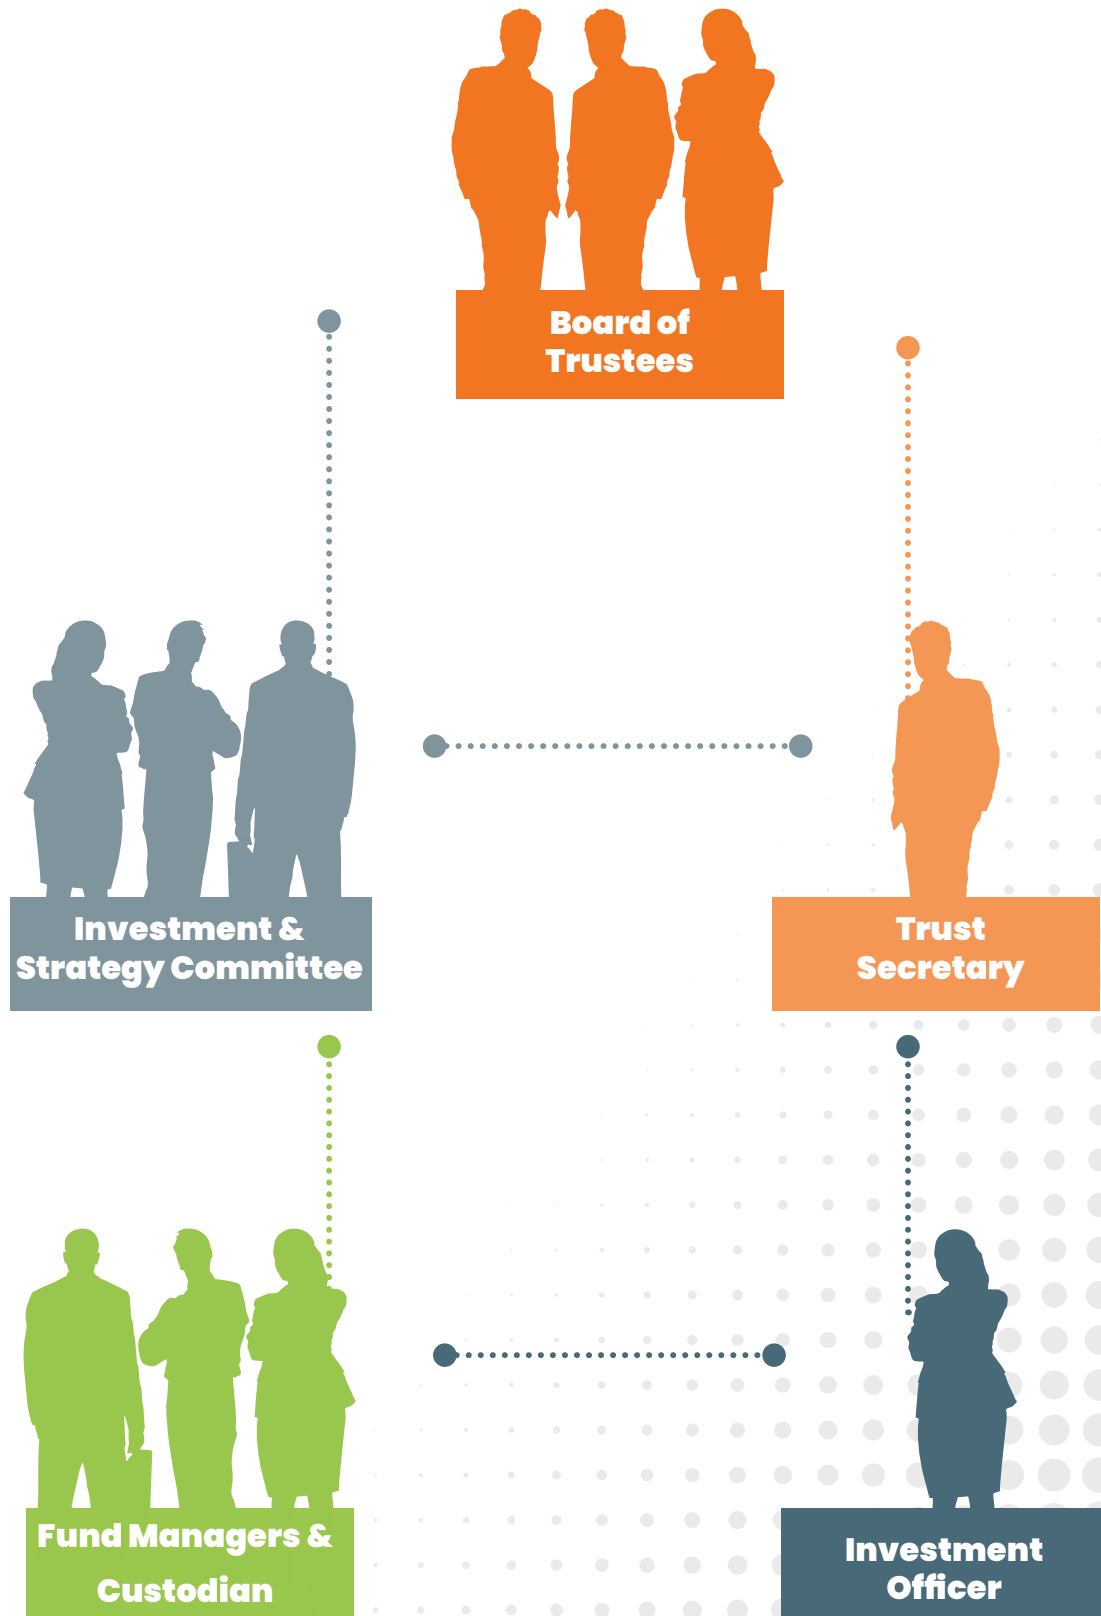 Board of
Trustees
Investment &
Strategy Committee
Trust
Secretary
Fund Managers &
Custodian
Investment
Officer